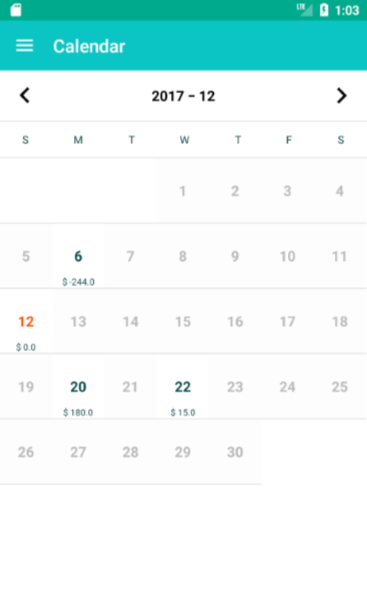 LTE 1:03
Calendar
2017 - 12
S M T W T F S
1 2 3 4
5 6 7 8 9 10 11
$ -244.0
12 13 14 15 16 17 18
$ 0.0
19 20 21 22 23 24 25
$ 180.0 $ 15.0
26 27 28 29 30